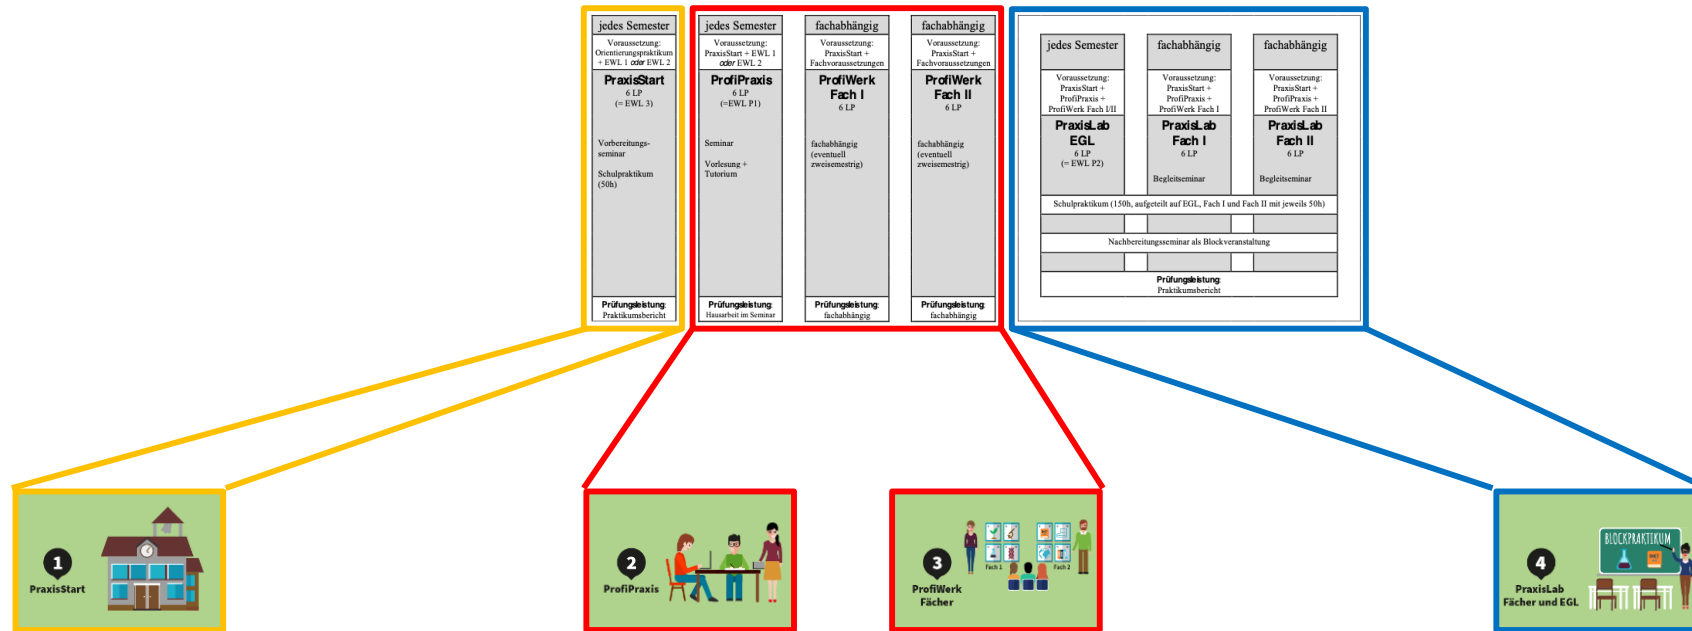 jedes Semester
Voraussetzung:
Orientierungspraktikum
+ EWL 1 oder EWL 2
PraxisStart
6 LP
(= EWL 3)
Vorbereitungs-
seminar
Schulpraktikum
(50h)
Prüfungsleistung:
Praktikumsbericht
jedes Semester
Voraussetzung:
PraxisStart + EWL 1
oder EWL 2
ProfiPraxis
6 LP
(=EWL P1)
Seminar
Vorlesung +
Tutorium
Prüfungsleistung:
Hausarbeit im Seminar
fachabhängig
Voraussetzung:
PraxisStart +
Fachvoraussetzungen
ProfiWerk
Fach I
6 LP
fachabhängig
(eventuell
zweisemestrig)
Prüfungsleistung:
fachabhängig
fachabhängig
Voraussetzung:
PraxisStart +
Fachvoraussetzungen
ProfiWerk
Fach II
6 LP
fachabhängig
(eventuell
zweisemestrig)
Prüfungsleistung:
fachabhängig
jedes Semester
Voraussetzung:
PraxisStart +
ProfiPraxis +
ProfiWerk Fach I/II
PraxisLab
EGL
6 LP
(= EWL P2)
fachabhängig
Voraussetzung:
PraxisStart +
ProfiPraxis +
ProfiWerk Fach I
PraxisLab
Fach I
6 LP
Begleitseminar
fachabhängig
Voraussetzung:
PraxisStart +
ProfiPraxis +
ProfiWerk Fach II
PraxisLab
Fach II
6 LP
Begleitseminar
Schulpraktikum (150h, aufgeteilt auf EGL, Fach I und Fach II mit jeweils 50h)
Nachbereitungsseminar als Blockveranstaltung
Prüfungsleistung:
Praktikumsbericht
1
PraxisStart
2
ProfiPraxis
3
ProfiWerk
Fächer
Fach 1
Fach 2
4
PraxisLab
Fächer und EGL
BLOCKPRAKTIKUM